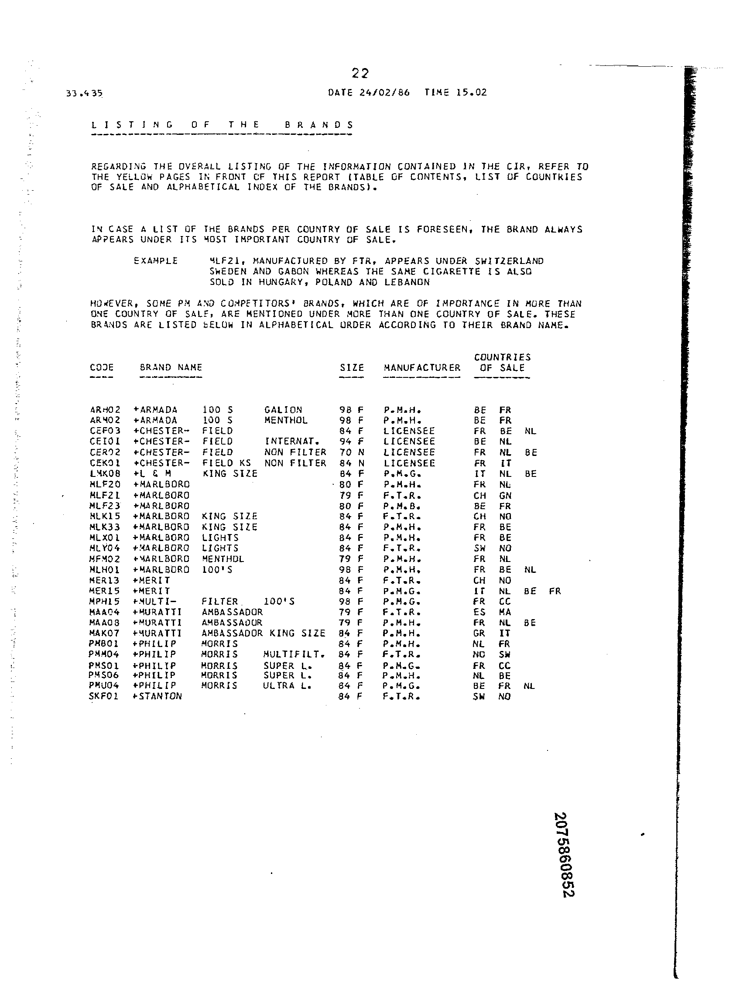 22
33.435 DATE 24/02/86 TIME 15.02
L I S T I N G O F T H E B R A N D S
REGARDING THE OVERALL LISTING OF THE INFORMATION CONTAINED IN THE CIR, REFER TO
THE YELLOW PAGES IN FRONT OF THIS REPORT (TABLE OF CONTENTS, LIST OF COUNTRIES
OF SALE AND ALPHABETICAL INDEX OF THE BRANDS).
IN CASE A LIST OF THE BRANDS PER COUNTRY OF SALE IS FORESEEN, THE BRAND ALWAYS
APPEARS UNDER ITS MOST IMPORTANT COUNTRY OF SALE.
EXAMPLE MLF21, MANUFACTURED BY FTR, APPEARS UNDER SWITZERLAND
SWEDEN AND GABON WHEREAS THE SAME CIGARETTE IS ALSO
SOLD IN HUNGARY, POLAND AND LEBANON
HOWEVER, SOME PM AND COMPETITORS' BRANDS, WHICH ARE OF IMPORTANCE IN MORE THAN
ONE COUNTRY OF SALE, ARE MENTIONED UNDER MORE THAN ONE COUNTRY OF SALE. THESE
BRANDS ARE LISTED BELOW IN ALPHABETICAL ORDER ACCORDING TO THEIR BRAND NAME.
COUNTRIES
CODE BRAND NAME SIZE MANUFACTURER OF SALE
ARH02 +ARMADA 100 S GALION 98 F P.M.H. BE FR
ARM02 +ARMADA 100 S MENTHOL 98 F P.M.H. BE FR
CEF03 +CHESTER- FIELD 84 F LICENSEE FR BE NL
CEI01 +CHESTER- FIELD INTERNAT. 94 F LICENSEE BE NL
CER02 +CHESTER- FIELD NON FILTER 70 N LICENSEE FR NL BE
CEK01 +CHESTER- FIELD KS NON FILTER 84 N LICENSEE FR IT
LMK08 +L & M KING SIZE 84 F P.M.G. IT NL BE
MLF20 +MARLBORO 80 F P.M.H. FR NL
MLF21 +MARLBORO 79 F F.T.R. CH GN
MLF23 +MARLBORO 80 F P.M.B. BE FR
MLK15 +MARLBORO KING SIZE 84 F F.T.R. CH NO
MLK33 +MARLBORO KING SIZE 84 F P.M.H. FR BE
MLX01 +MARLBORO LIGHTS 84 F P.M.H. FR BE
MLY04 +MARLBORO LIGHTS 84 F F.T.R. SW NO
MFM02 +MARLBORO MENTHOL 79 F P.M.H. FR NL
MLH01 +MARLBORO 100'S 98 F P.M.H. FR BE NL
MER13 +MERIT 84 F F.T.R. CH NO
MER15 +MERIT 84 F P.M.G. IT NL BE FR
MPH15 +MULTI- FILTER 100'S 98 F P.M.G. FR CC
MAA04 +MURATTI AMBASSADOR 79 F F.T.R. ES MA
MAA08 +MURATTI AMBASSADOR 79 F P.M.H. FR NL BE
MAK07 +MURATTI AMBASSADOR KING SIZE 84 F P.M.H. GR IT
PMB01 +PHILIP MORRIS 84 F P.M.H. NL FR
PMM04 +PHILIP MORRIS MULTIFILT. 84 F F.T.R. NO SW
PMS01 +PHILIP MORRIS SUPER L. 84 F P.M.G. FR CC
PMS06 +PHILIP MORRIS SUPER L. 84 F P.M.H. NL BE
PMU04 +PHILIP MORRIS ULTRA L. 84 F P.M.G. BE FR NL
SKF01 +STANTON 84 F F.T.R. SW NO
2075860852